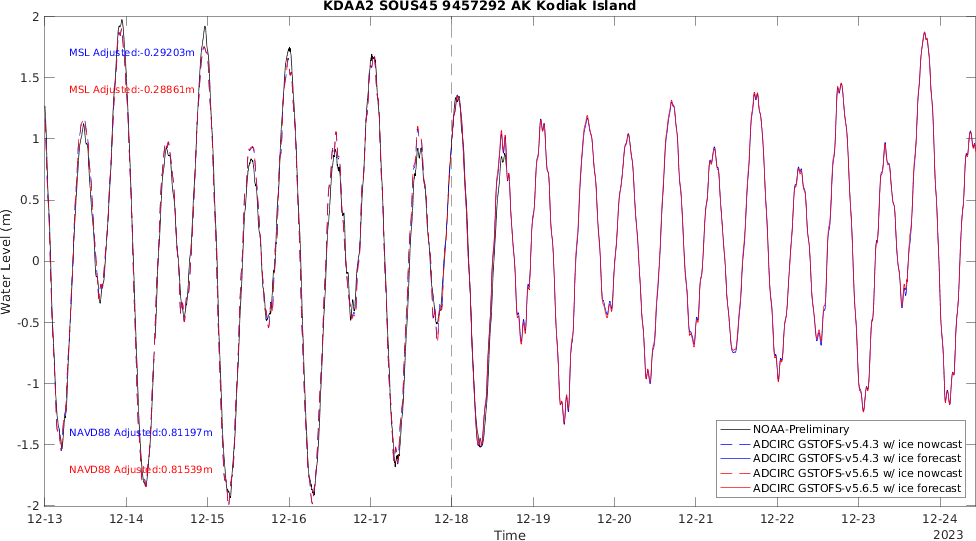 KDAA2 SOUS45 9457292 AK Kodiak Island
2
1.5
1
0.5
0
-0.5
-1
-1.5
-2
Water Level (m)
MSL Adjusted:-0.29203m
MSL Adjusted:-0.28861m
NAVD88 Adjusted:0.81197m
NAVD88 Adjusted:0.81539m
NOAA-Preliminary
ADCIRC GSTOFS-v5.4.3 w/ ice nowcast
ADCIRC GSTOFS-v5.4.3 w/ ice forecast
ADCIRC GSTOFS-v5.6.5 w/ ice nowcast
ADCIRC GSTOFS-v5.6.5 w/ ice forecast
12-13 12-14 12-15 12-16 12-17 12-18 12-19 12-20 12-21 12-22 12-23 12-24
Time
2023